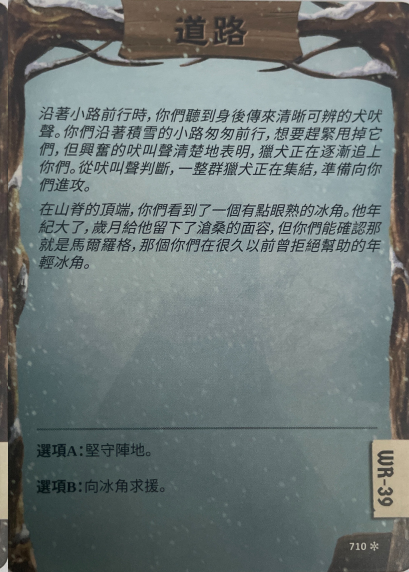 道路
沿著小路前行時，你們聽到身後傳來清晰可辨的犬吠
聲。你們沿著積雪的小路匆匆前行，想要趕緊甩掉它
們，但興奮的吠叫聲清楚地表明，獵犬正在逐漸追上
你們。從吠叫聲判斷，一整群獵犬正在集結，準備向你
們進攻。
在山脊的頂端，你們看到了一個有點眼熟的冰角。他年
紀大了，歲月給他留下了滄桑的面容，但你們能確認那
就是馬爾羅格，那個你們在很久以前曾拒絕幫助的年
輕冰角。
選項A：堅守陣地。
選項B：向冰角求援。
WR-39
710